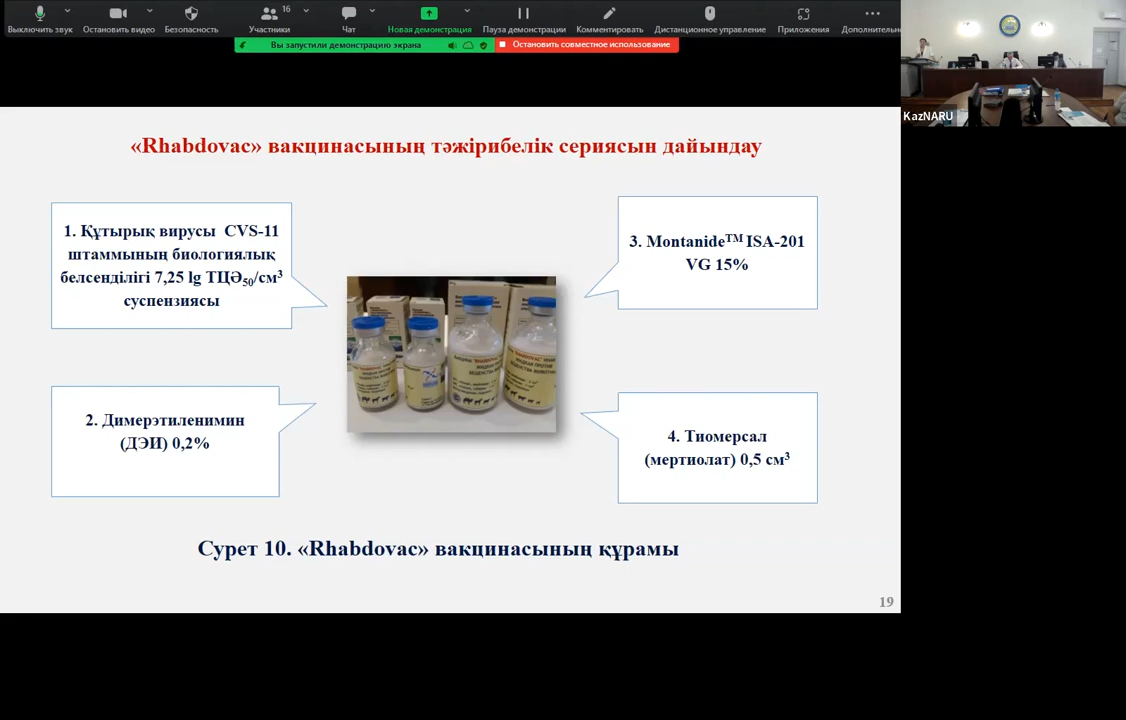 16
Выключить звук
Остановить видео
Безопасность
Участники
Чат
Новая демонстрация
Пауза демонстрации
Комментировать
Дистанционное управление
Приложения
Дополнительн
Вы запустили демонстрацию экрана
Остановить совместное использование
KazNARU
«Rhabdovac» вакцинасының тәжірибелік сериясын дайындау
1. Құтырық вирусы CVS-11
штаммының биологиялық
белсенділігі 7,25 lg ТЦӘ50/см³
суспензиясы
3. Montanide™ ISA-201
VG 15%
2. Димерэтиленимин
(ДЭИ) 0,2%
4. Тиомерсал
(мертиолат) 0,5 см³
Сурет 10. «Rhabdovac» вакцинасының құрамы
19